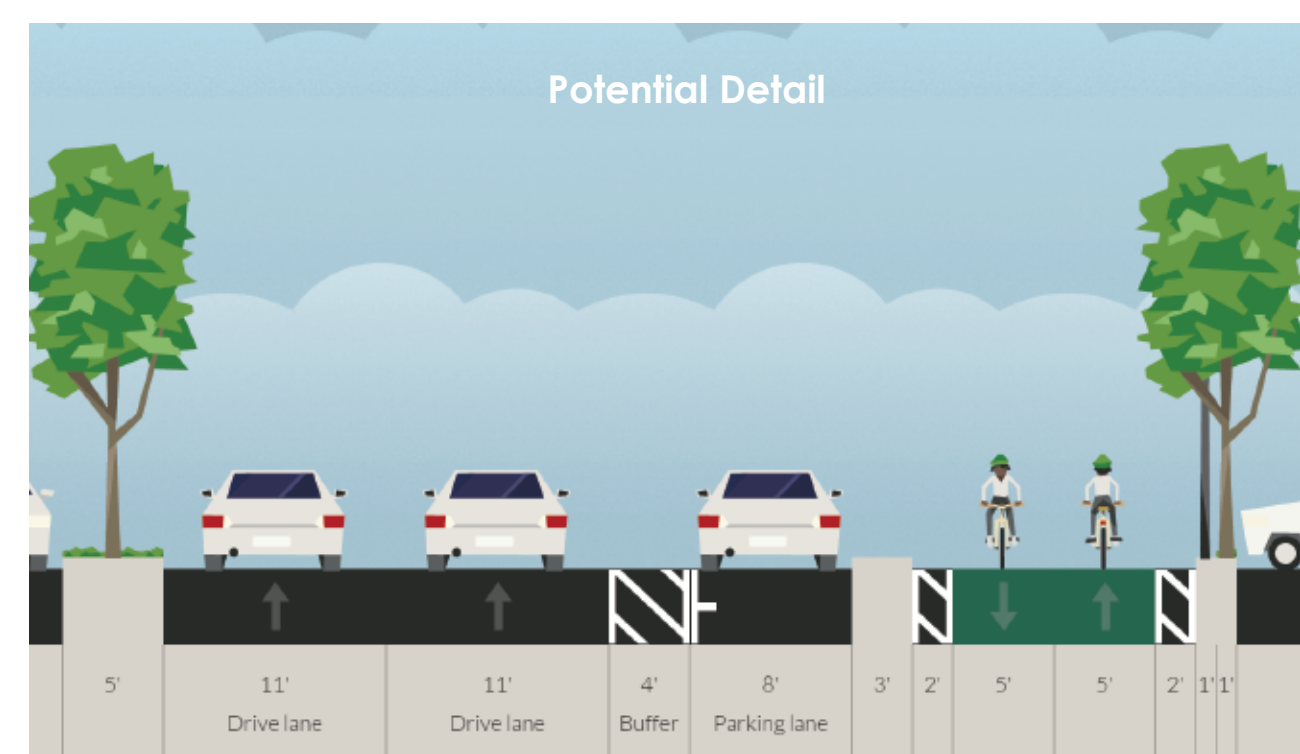 Potential Detail
5' 11' 11' 4' 8' 3' 2' 5' 5' 2' 1' 1'
Drive lane Drive lane Buffer Parking lane